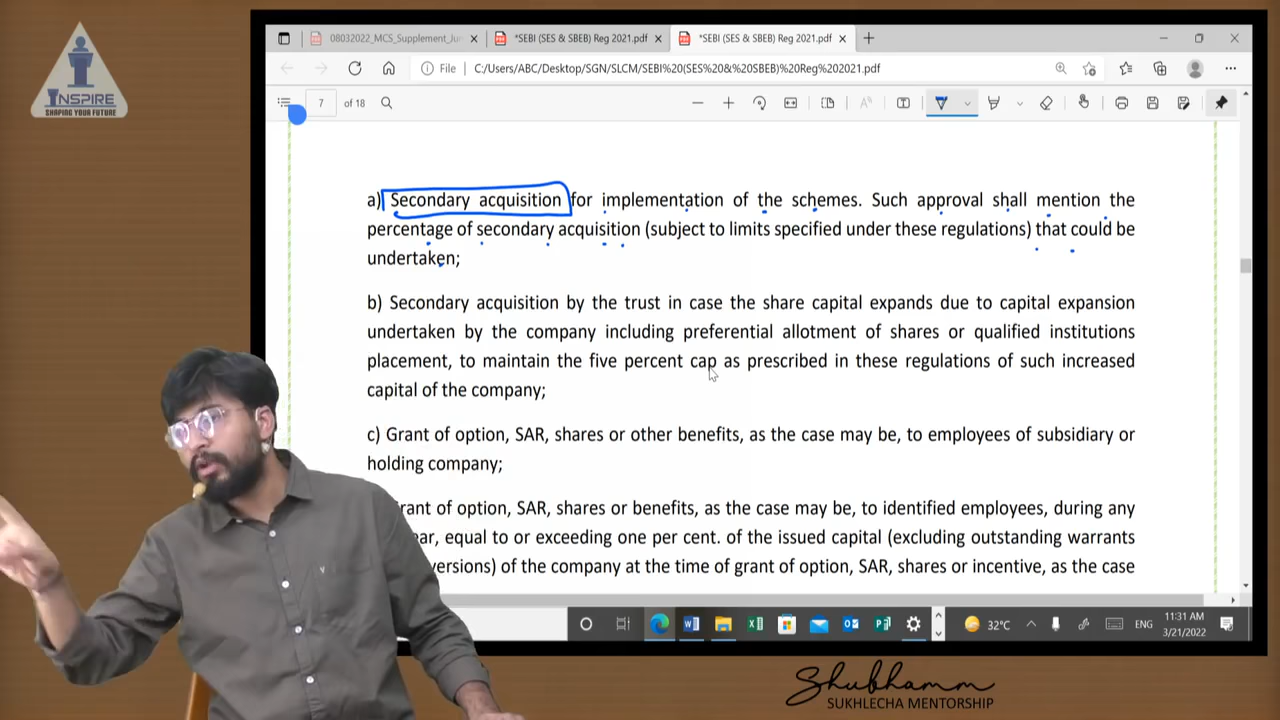 INSPIRE
SHAPING YOUR FUTURE
08032022_MCS_Supplement_Jun
*SEBI (SES & SBEB) Reg 2021.pdf
*SEBI (SES & SBEB) Reg 2021.pdf
File
C:/Users/ABC/Desktop/SGN/SLCM/SEBI%20(SES%20&%20SBEB)%20Reg%202021.pdf
7 of 18
a) Secondary acquisition for implementation of the schemes. Such approval shall mention the
percentage of secondary acquisition (subject to limits specified under these regulations) that could be
undertaken;
b) Secondary acquisition by the trust in case the share capital expands due to capital expansion
undertaken by the company including preferential allotment of shares or qualified institutions
placement, to maintain the five percent cap as prescribed in these regulations of such increased
capital of the company;
c) Grant of option, SAR, shares or other benefits, as the case may be, to employees of subsidiary or
holding company;
rant of option, SAR, shares or benefits, as the case may be, to identified employees, during any
ar, equal to or exceeding one per cent. of the issued capital (excluding outstanding warrants
versions) of the company at the time of grant of option, SAR, shares or incentive, as the case
32°C
ENG
11:31 AM
3/21/2022
Shubhamm
SUKHLECHA MENTORSHIP